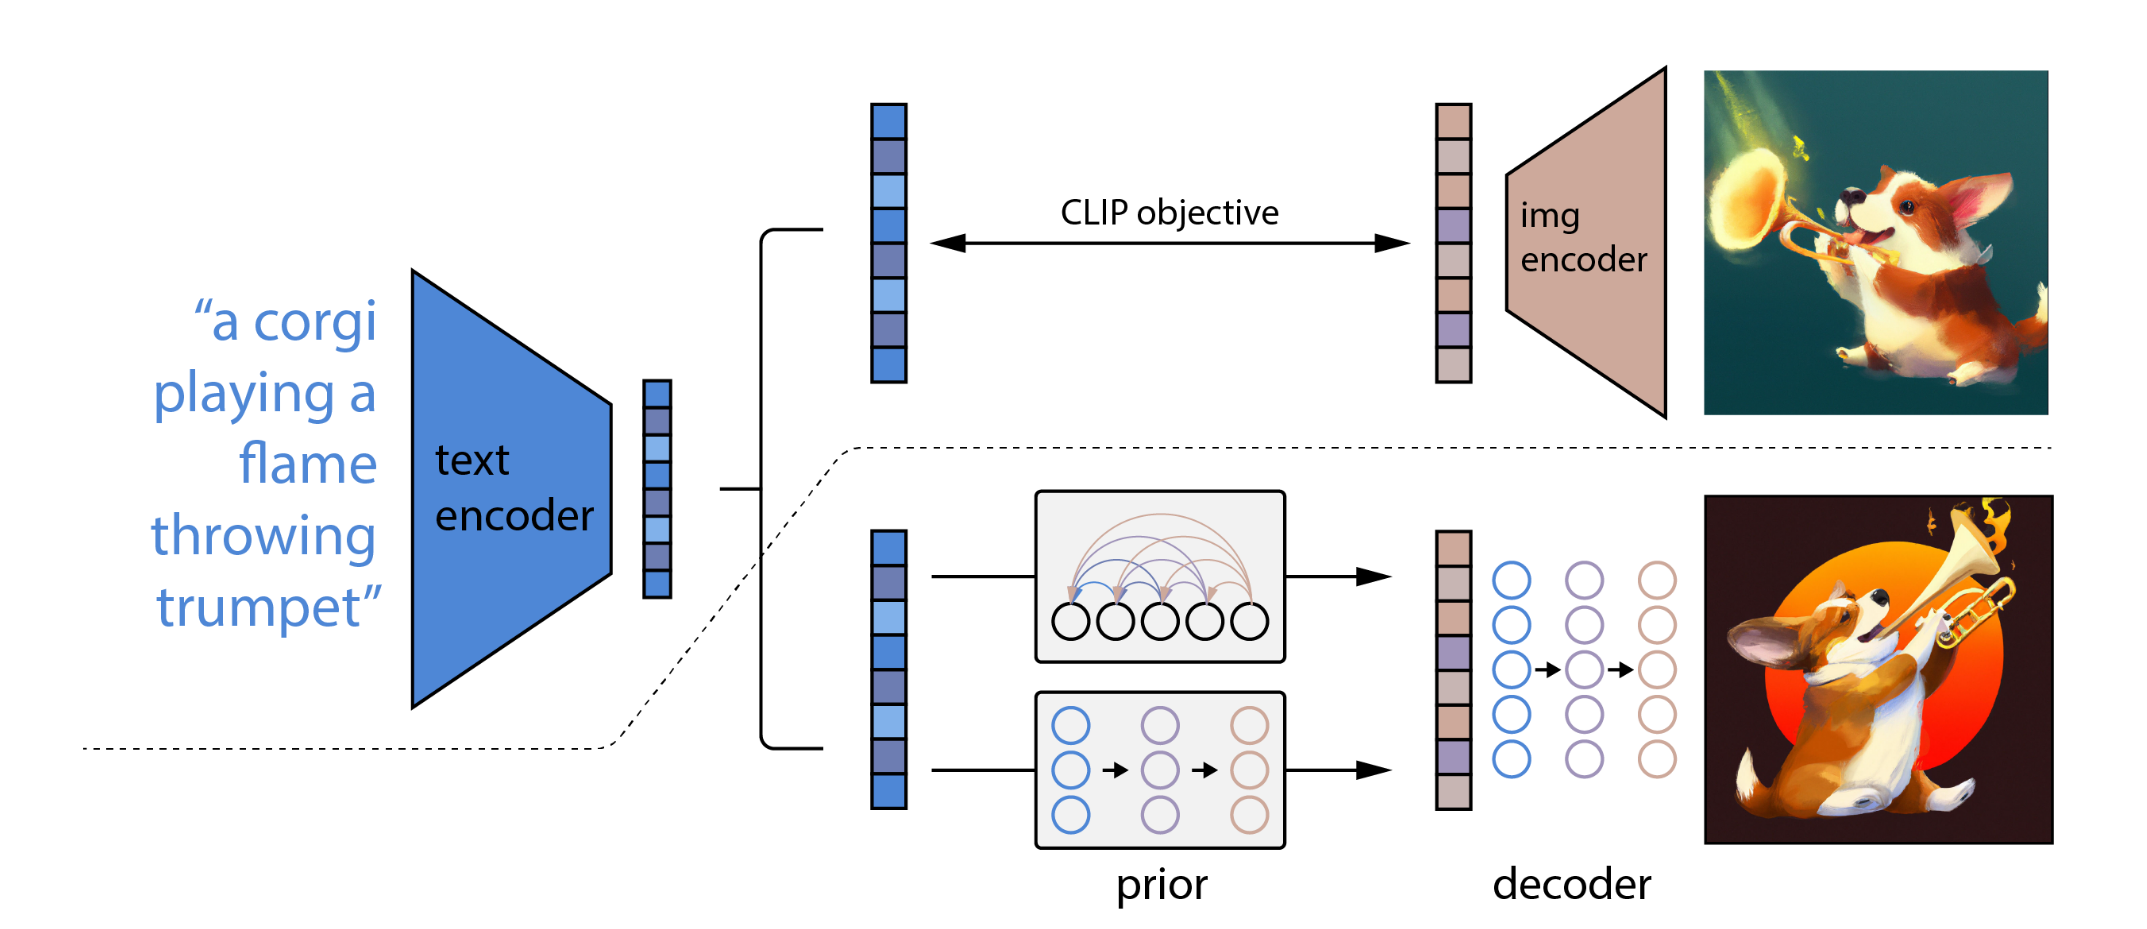 “a corgi
playing a
flame
throwing
trumpet”
text
encoder
CLIP objective
img
encoder
prior
decoder